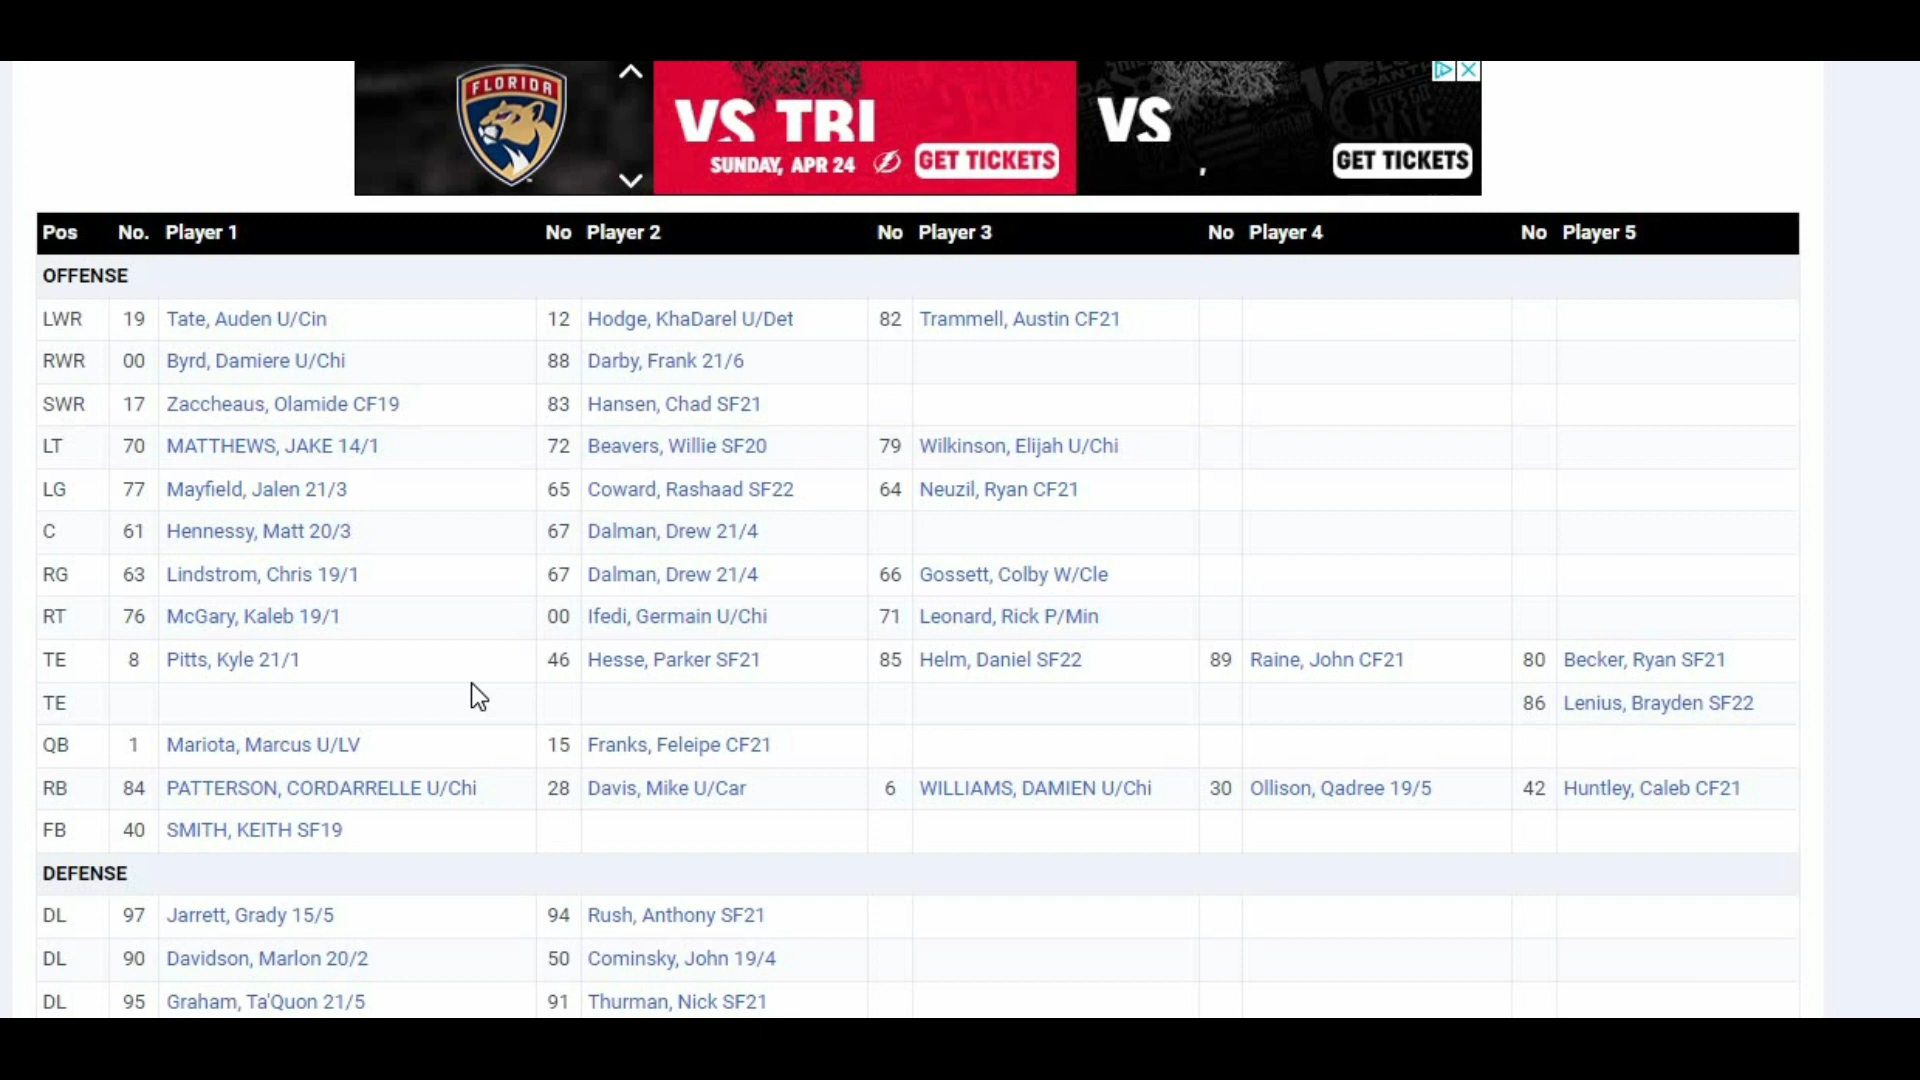 FLORIDA
VS TRI
SUNDAY, APR 24 GET TICKETS
VS
, GET TICKETS
Pos No. Player 1 No Player 2 No Player 3 No Player 4 No Player 5
OFFENSE
LWR 19 Tate, Auden U/Cin 12 Hodge, KhaDarel U/Det 82 Trammell, Austin CF21
RWR 00 Byrd, Damiere U/Chi 88 Darby, Frank 21/6
SWR 17 Zaccheaus, Olamide CF19 83 Hansen, Chad SF21
LT 70 MATTHEWS, JAKE 14/1 72 Beavers, Willie SF20 79 Wilkinson, Elijah U/Chi
LG 77 Mayfield, Jalen 21/3 65 Coward, Rashaad SF22 64 Neuzil, Ryan CF21
C 61 Hennessy, Matt 20/3 67 Dalman, Drew 21/4
RG 63 Lindstrom, Chris 19/1 67 Dalman, Drew 21/4 66 Gossett, Colby W/Cle
RT 76 McGary, Kaleb 19/1 00 Ifedi, Germain U/Chi 71 Leonard, Rick P/Min
TE 8 Pitts, Kyle 21/1 46 Hesse, Parker SF21 85 Helm, Daniel SF22 89 Raine, John CF21 80 Becker, Ryan SF21
TE 86 Lenius, Brayden SF22
QB 1 Mariota, Marcus U/LV 15 Franks, Feleipe CF21
RB 84 PATTERSON, CORDARRELLE U/Chi 28 Davis, Mike U/Car 6 WILLIAMS, DAMIEN U/Chi 30 Ollison, Qadree 19/5 42 Huntley, Caleb CF21
FB 40 SMITH, KEITH SF19
DEFENSE
DL 97 Jarrett, Grady 15/5 94 Rush, Anthony SF21
DL 90 Davidson, Marlon 20/2 50 Cominsky, John 19/4
DL 95 Graham, Ta'Quon 21/5 91 Thurman, Nick SF21